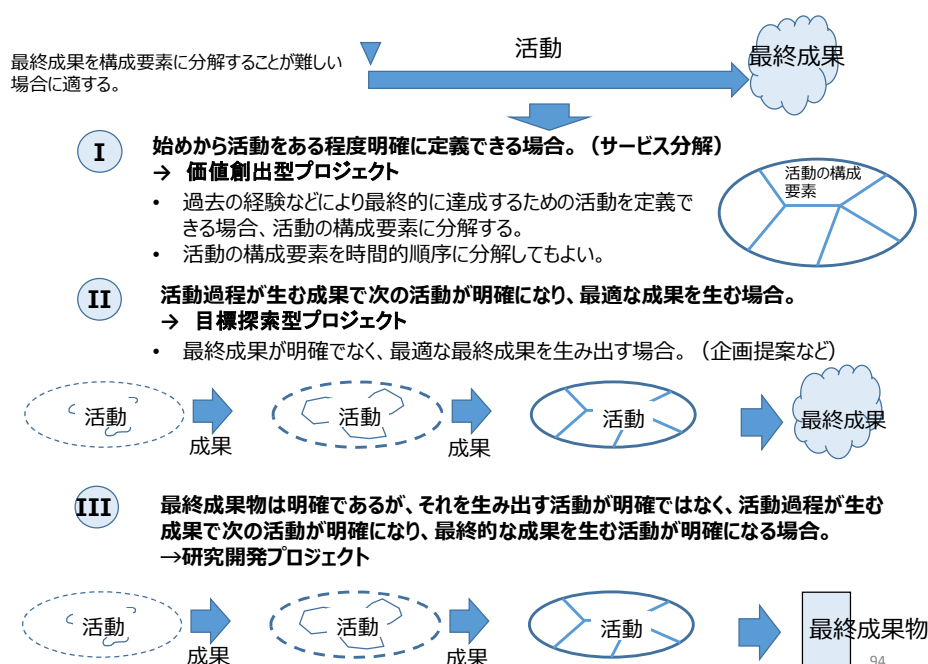 活動
最終成果
最終成果を構成要素に分解することが難しい
場合に適する。
I
始めから活動をある程度明確に定義できる場合。（サービス分解）
→ 価値創出型プロジェクト
• 過去の経験などにより最終的に達成するための活動を定義で
きる場合、活動の構成要素に分解する。
• 活動の構成要素を時間的順序に分解してもよい。
活動の構成
要素
II
活動過程が生む成果で次の活動が明確になり、最適な成果を生む場合。
→ 目標探索型プロジェクト
• 最終成果が明確でなく、最適な最終成果を生み出す場合。（企画提案など）
活動
成果
活動
成果
活動
最終成果
III
最終成果物は明確であるが、それを生み出す活動が明確ではなく、活動過程が生む
成果で次の活動が明確になり、最終的な成果を生む活動が明確になる場合。
→研究開発プロジェクト
活動
成果
活動
成果
活動
最終成果物
94